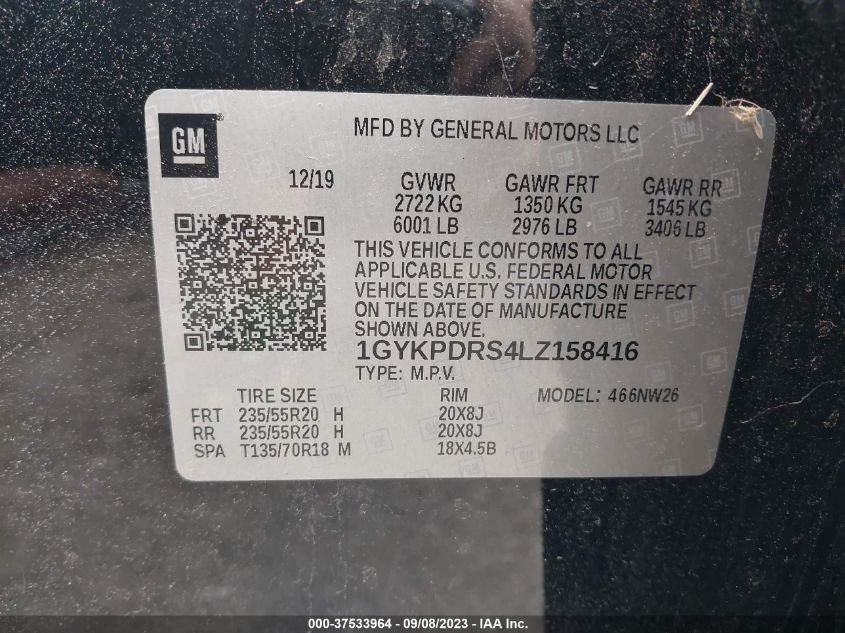 GM
MFD BY GENERAL MOTORS LLC
12/19 GVWR GAWR FRT GAWR RR
2722 KG 1350 KG 1545 KG
6001 LB 2976 LB 3406 LB
THIS VEHICLE CONFORMS TO ALL
APPLICABLE U.S. FEDERAL MOTOR
VEHICLE SAFETY STANDARDS IN EFFECT
ON THE DATE OF MANUFACTURE
SHOWN ABOVE.
1GYKPDRS4LZ158416
TYPE: M.P.V.
TIRE SIZE RIM MODEL: 466NW26
FRT 235/55R20 H 20X8J
RR 235/55R20 H 20X8J
SPA T135/70R18 M 18X4.5B
000-37533964 - 09/08/2023 - IAA Inc.